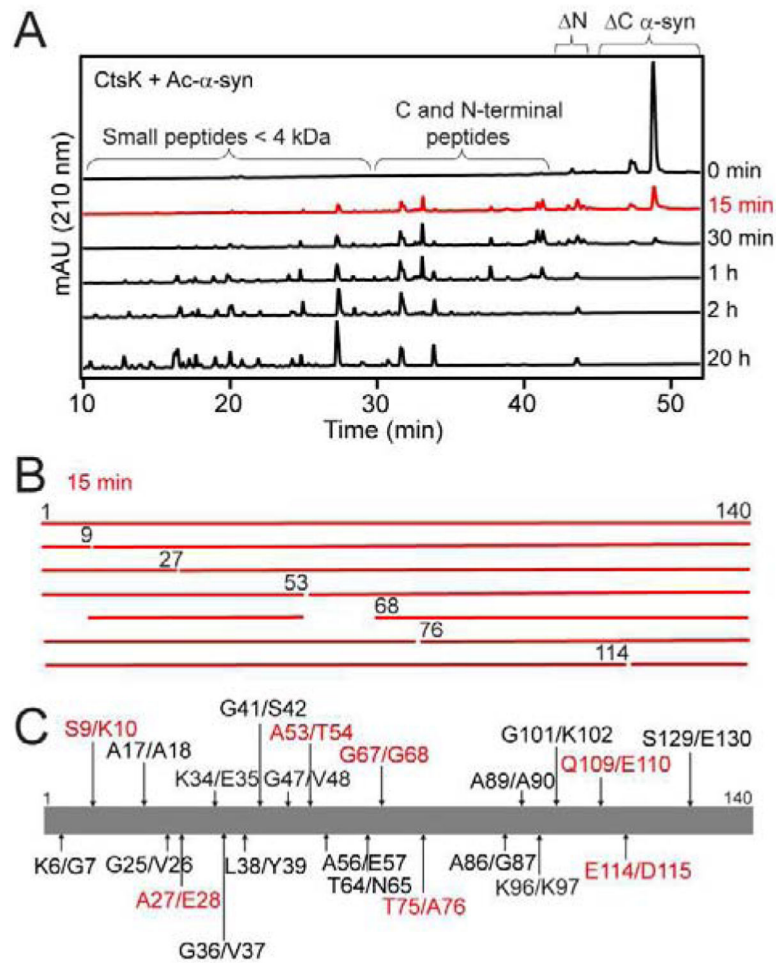 A
ΔN ΔC α-syn
CtsK + Ac-α-syn
C and N-terminal
peptides
Small peptides < 4 kDa
0 min
15 min
30 min
1 h
2 h
20 h
mAU (210 nm)
10 20 30 40 50
Time (min)
B
15 min
1 140
9
27
53
68
76
114
C
G41/S42
S9/K10 A53/T54 G101/K102 S129/E130
A17/A18 G67/G68 Q109/E110
K34/E35 G47/V48 A89/A90
1 140
K6/G7 G25/V26 L38/Y39 A56/E57 A86/G87 E114/D115
T64/N65 K96/K97
A27/E28 T75/A76
G36/V37